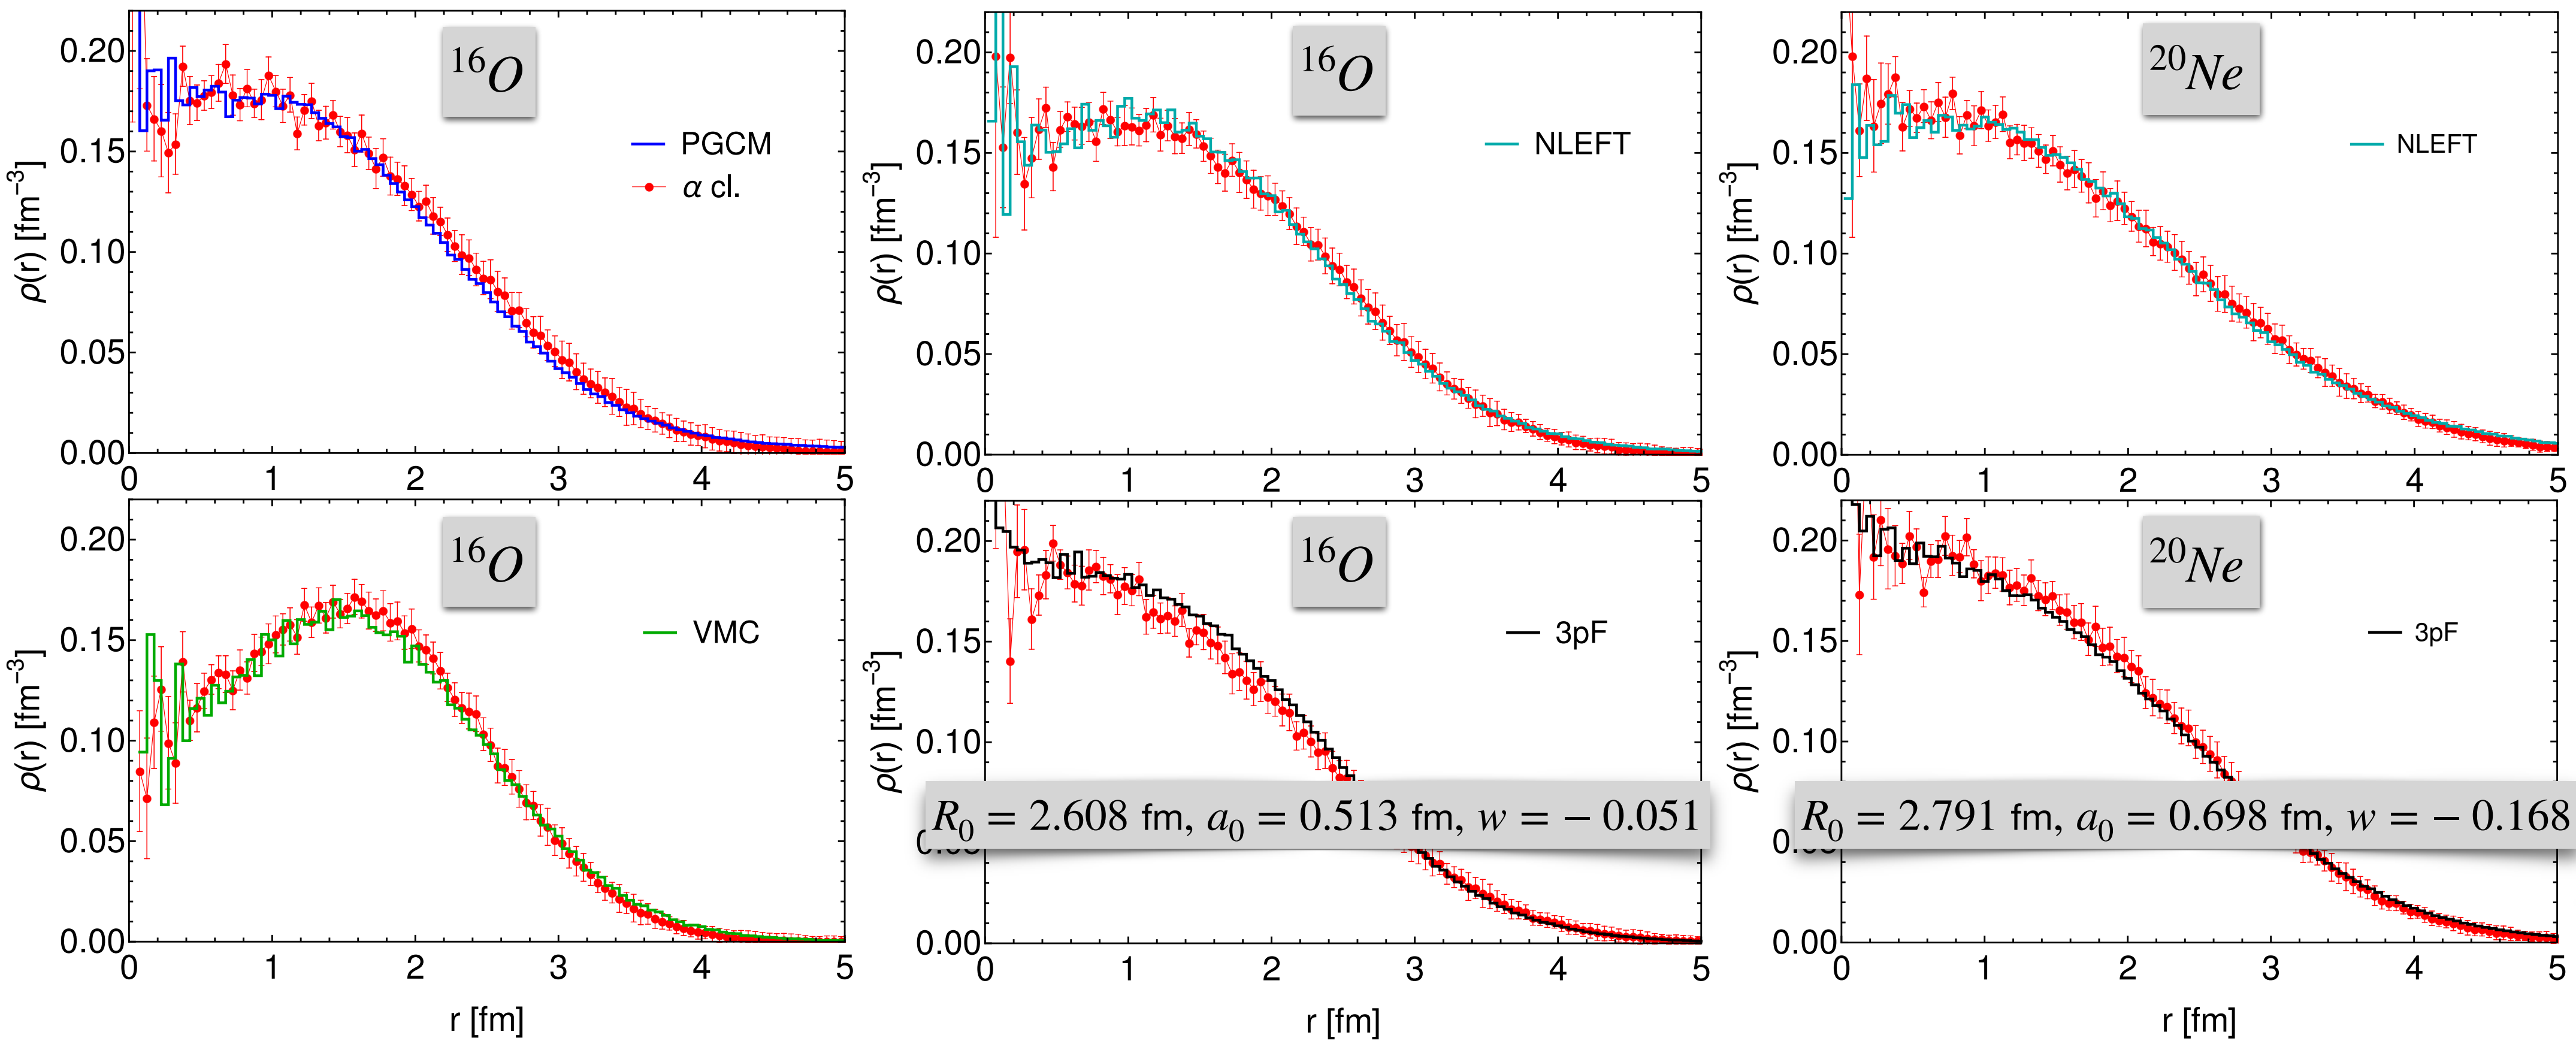 ρ(r) [fm⁻³]
0.20
0.15
0.10
0.05
0.00
0 1 2 3 4 5
¹⁶O
PGCM
α cl.
ρ(r) [fm⁻³]
0.20
0.15
0.10
0.05
0.00
0 1 2 3 4 5
¹⁶O
NLEFT
ρ(r) [fm⁻³]
0.20
0.15
0.10
0.05
0.00
0 1 2 3 4 5
²⁰Ne
NLEFT
ρ(r) [fm⁻³]
0.20
0.15
0.10
0.05
0.00
0 1 2 3 4 5
r [fm]
¹⁶O
VMC
ρ(r) [fm⁻³]
0.20
0.15
0.10
0.05
0.00
0 1 2 3 4 5
r [fm]
¹⁶O
3pF
R₀ = 2.608 fm, a₀ = 0.513 fm, w = − 0.051
ρ(r) [fm⁻³]
0.20
0.15
0.10
0.05
0.00
0 1 2 3 4 5
r [fm]
²⁰Ne
3pF
R₀ = 2.791 fm, a₀ = 0.698 fm, w = − 0.168